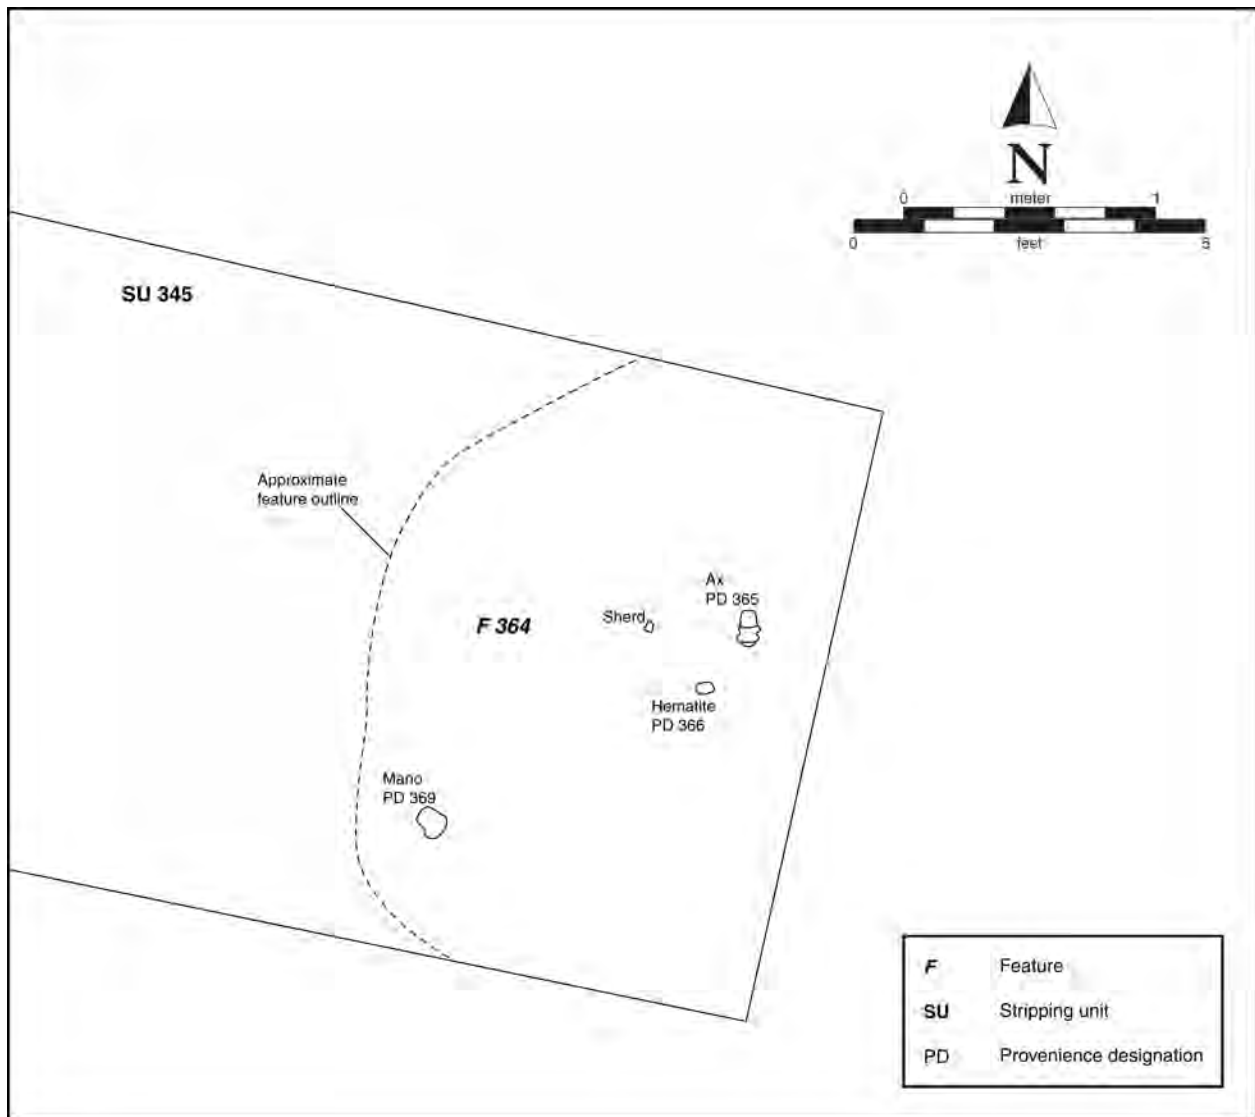 N
0 meter 1
0 feet 5
SU 345
Approximate
feature outline
Ax
PD 365
Sherd
F 364
Hematite
PD 366
Mano
PD 369
F Feature
SU Stripping unit
PD Provenience designation